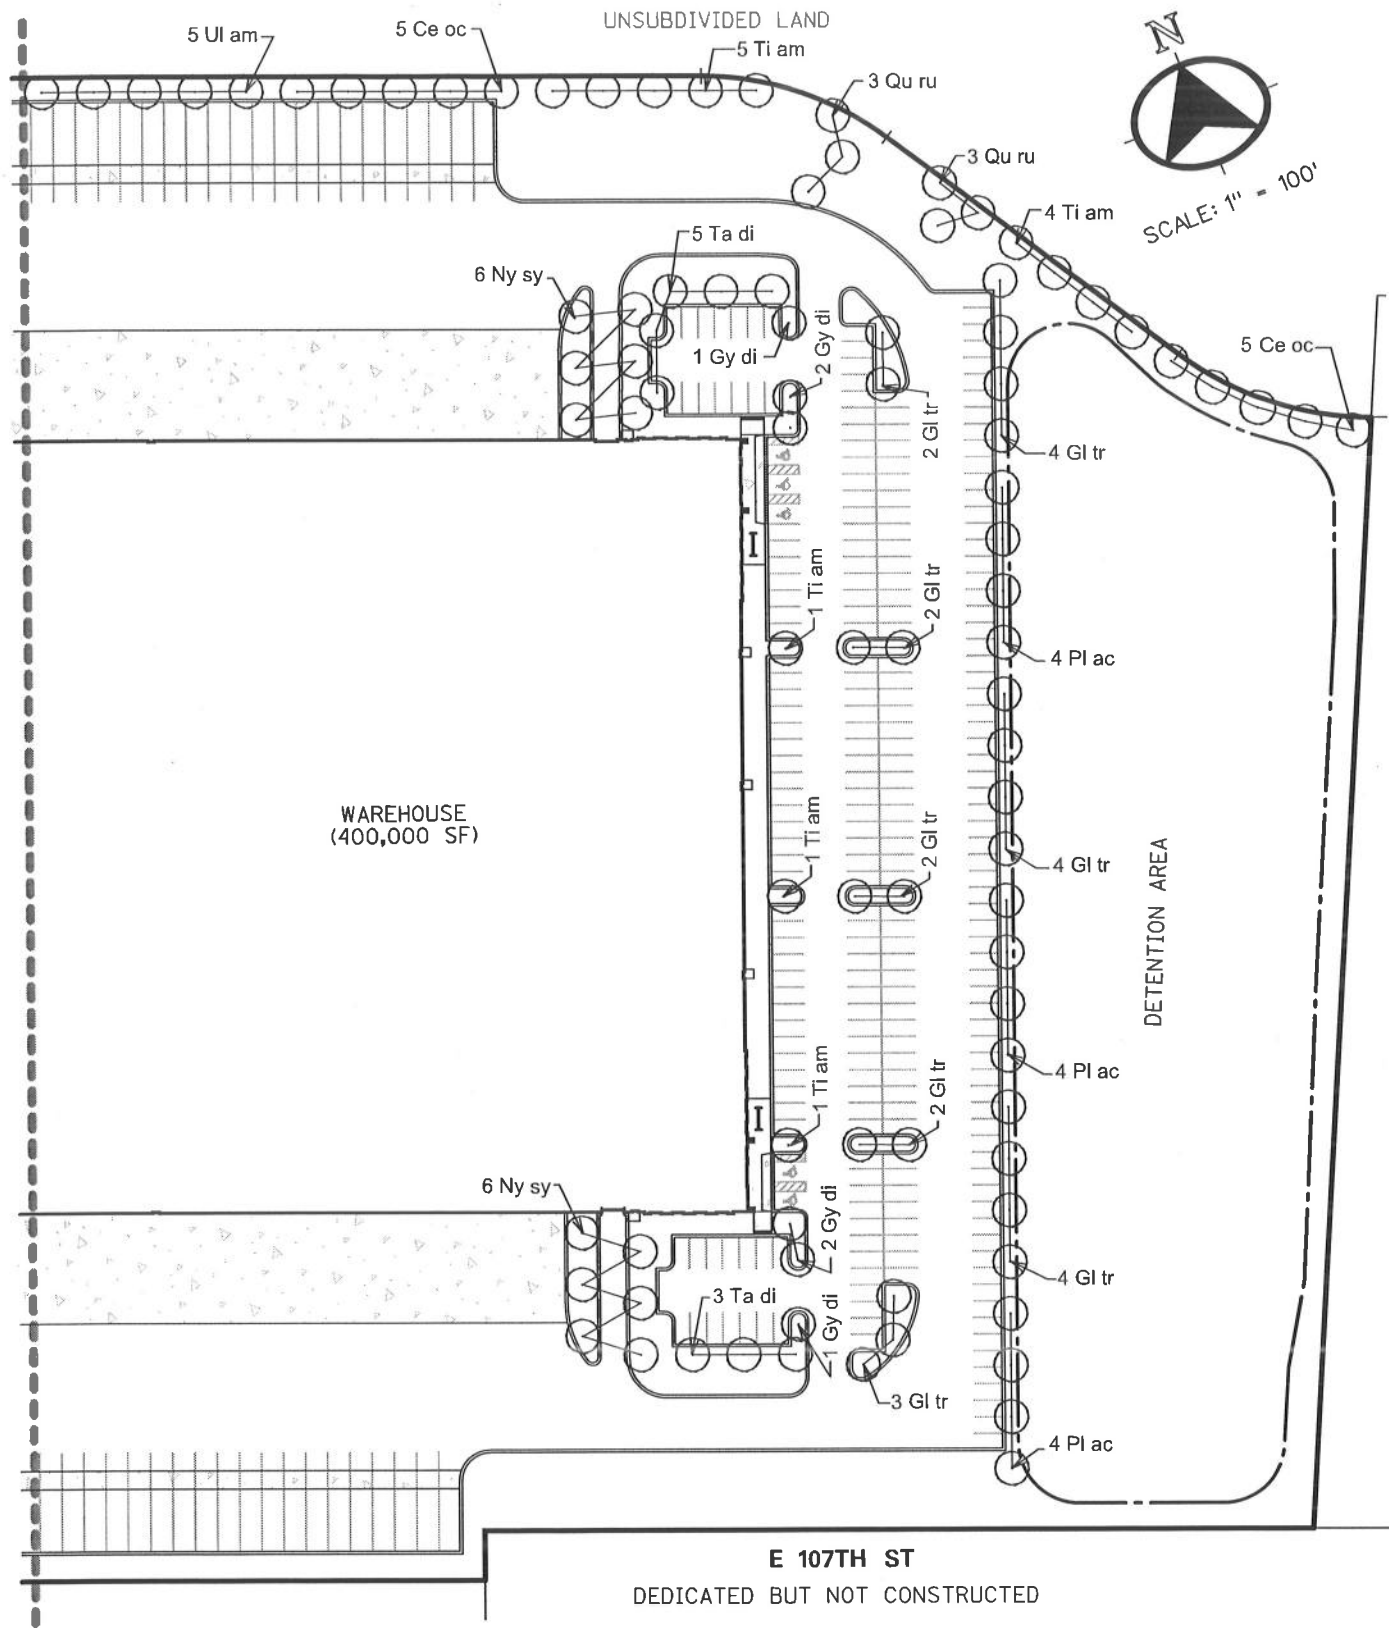 UNSUBDIVIDED LAND
5 Ul am
5 Ce oc
5 Ti am
3 Qu ru
N
3 Qu ru
SCALE: 1" = 100'
4 Ti am
5 Ta di
6 Ny sy
1 Gy di
2 Gy di
5 Ce oc
2 Gl tr
4 Gl tr
I
1 Ti am
2 Gl tr
4 Pl ac
WAREHOUSE
(400,000 SF)
1 Ti am
2 Gl tr
4 Gl tr
DETENTION AREA
1 Ti am
2 Gl tr
4 Pl ac
I
6 Ny sy
2 Gy di
3 Ta di
1 Gy di
4 Gl tr
3 Gl tr
4 Pl ac
E 107TH ST
DEDICATED BUT NOT CONSTRUCTED